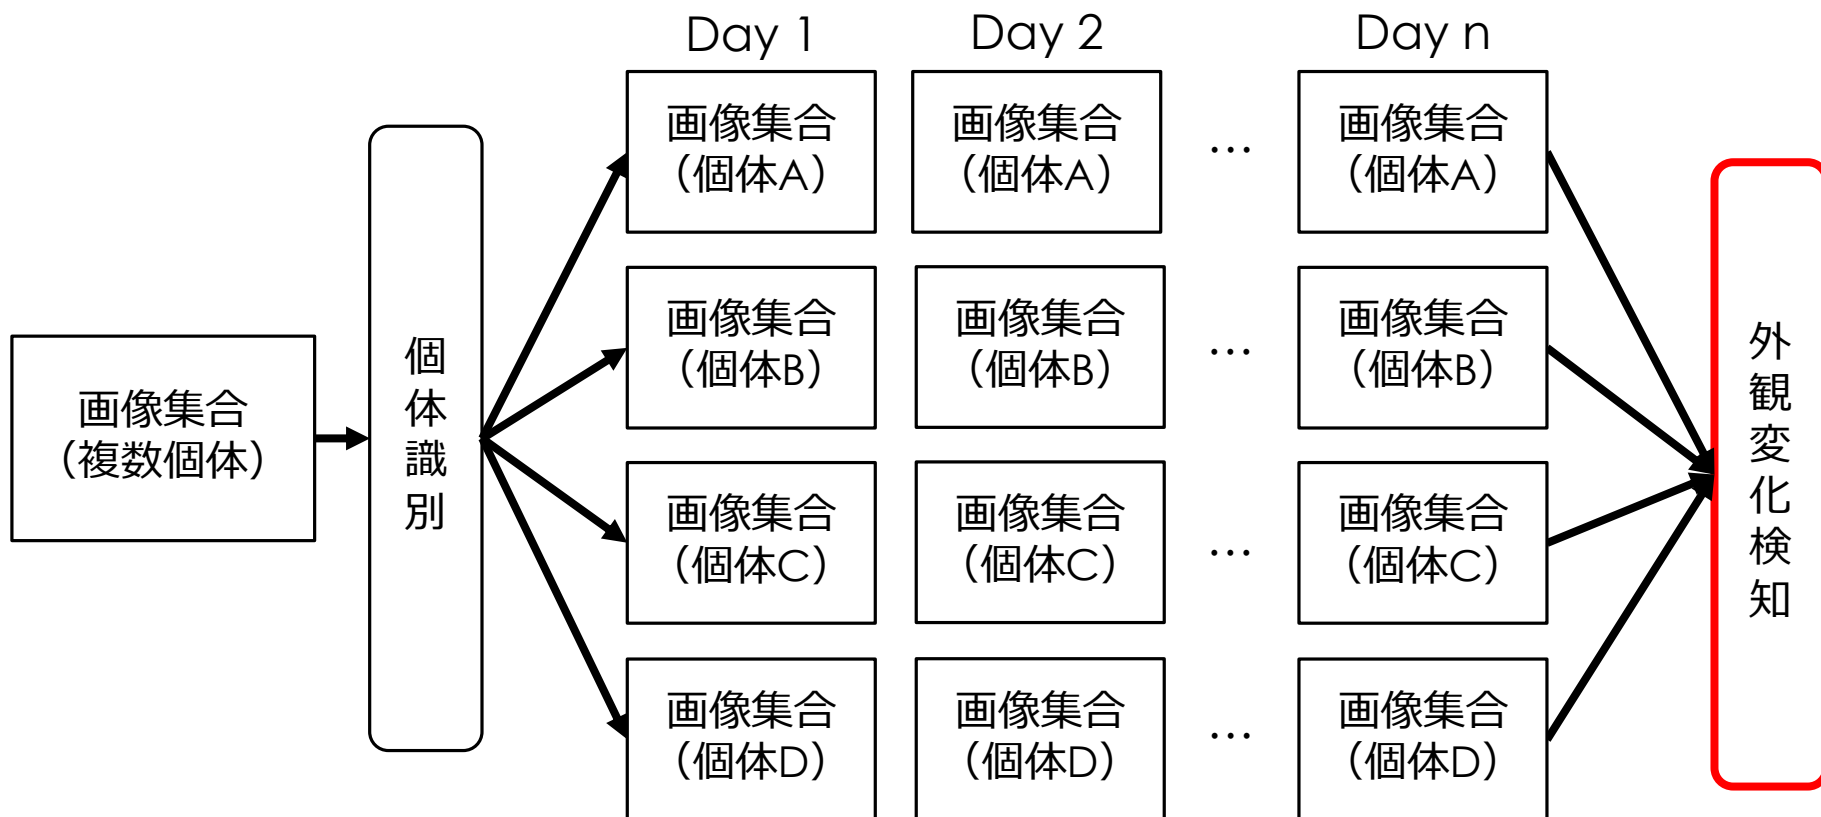 Day 1
Day 2
Day n
画像集合
(複数個体)
個体識別
画像集合
(個体A)
画像集合
(個体A)
…
画像集合
(個体A)
画像集合
(個体B)
画像集合
(個体B)
…
画像集合
(個体B)
画像集合
(個体C)
画像集合
(個体C)
…
画像集合
(個体C)
画像集合
(個体D)
画像集合
(個体D)
…
画像集合
(個体D)
外観変化検知